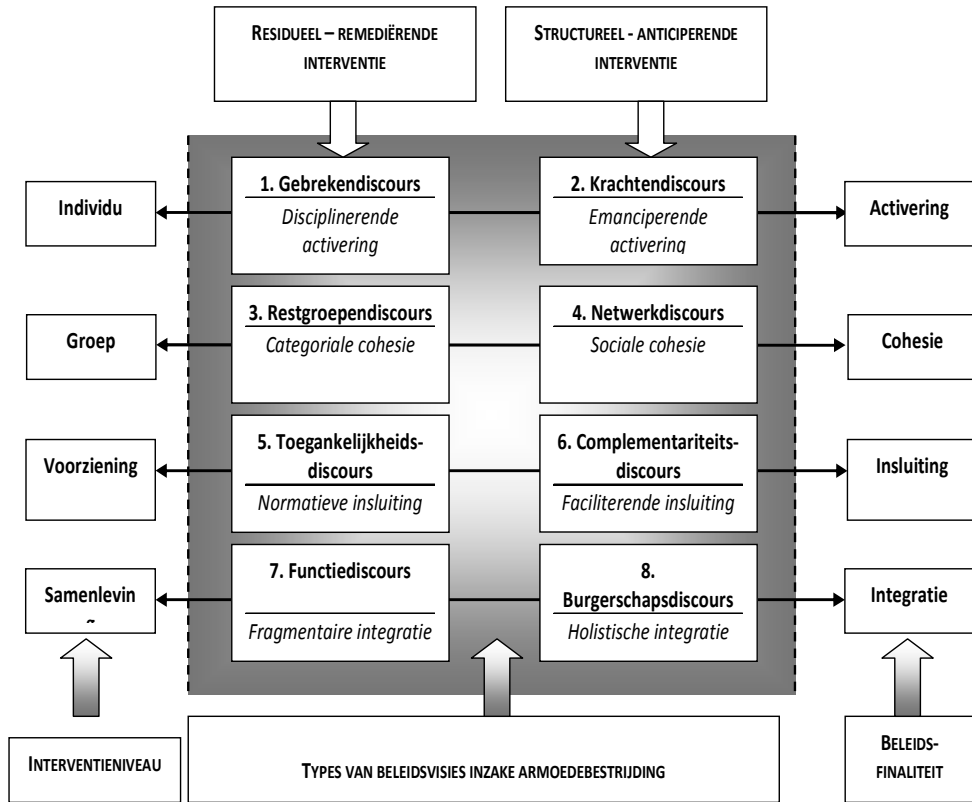 RESIDUEEL – REMEDIËRENDE
INTERVENTIE
STRUCTUREEL - ANTICIPERENDE
INTERVENTIE
Individu
1. Gebrekendiscours
Disciplinerende
activering
2. Krachtendiscours
Emanciperende
activering
Activering
Groep
3. Restgroependiscours
Categoriale cohesie
4. Netwerkdiscours
Sociale cohesie
Cohesie
Voorziening
5. Toegankelijkheids-
discours
Normatieve insluiting
6. Complementariteits-
discours
Faciliterende insluiting
Insluiting
Samenlevin
g
7. Functiediscours
Fragmentaire integratie
8.
Burgerschapsdiscours
Holistische integratie
Integratie
INTERVENTIENIVEAU
TYPES VAN BELEIDSVISIES INZAKE ARMOEDEBESTRIJDING
BELEIDS-
FINALITEIT